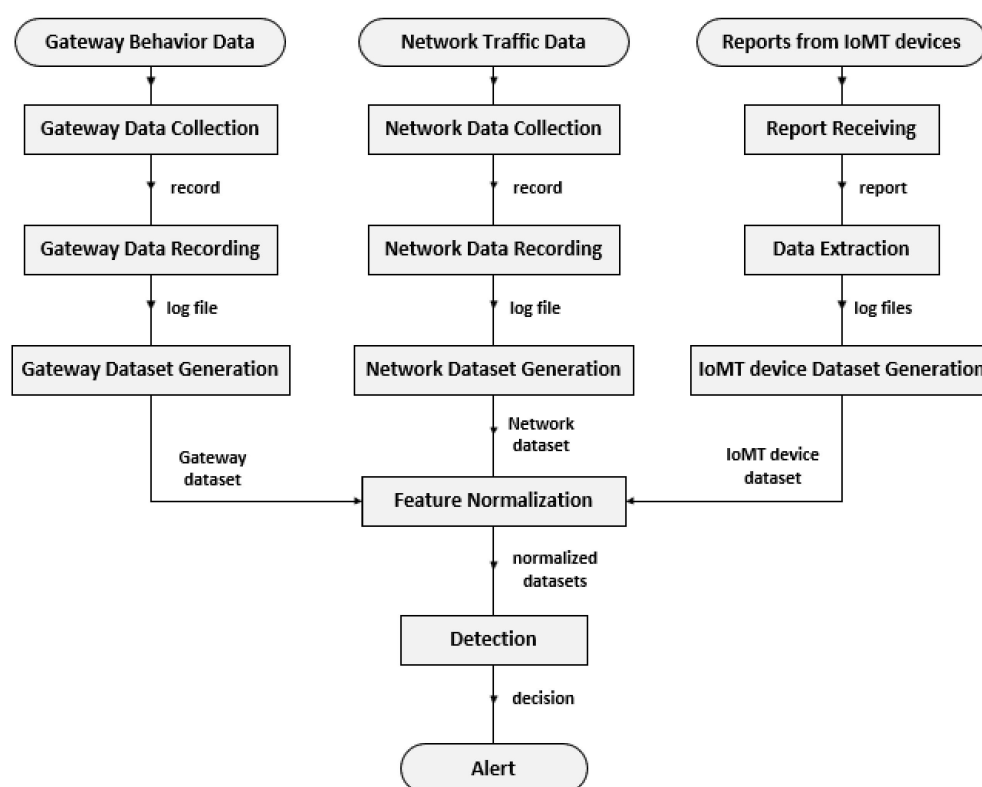 Gateway Behavior Data
Network Traffic Data
Reports from IoMT devices
Gateway Data Collection
Network Data Collection
Report Receiving
record
record
report
Gateway Data Recording
Network Data Recording
Data Extraction
log file
log file
log files
Gateway Dataset Generation
Network Dataset Generation
IoMT device Dataset Generation
Gateway
dataset
Network
dataset
IoMT device
dataset
Feature Normalization
normalized
datasets
Detection
decision
Alert